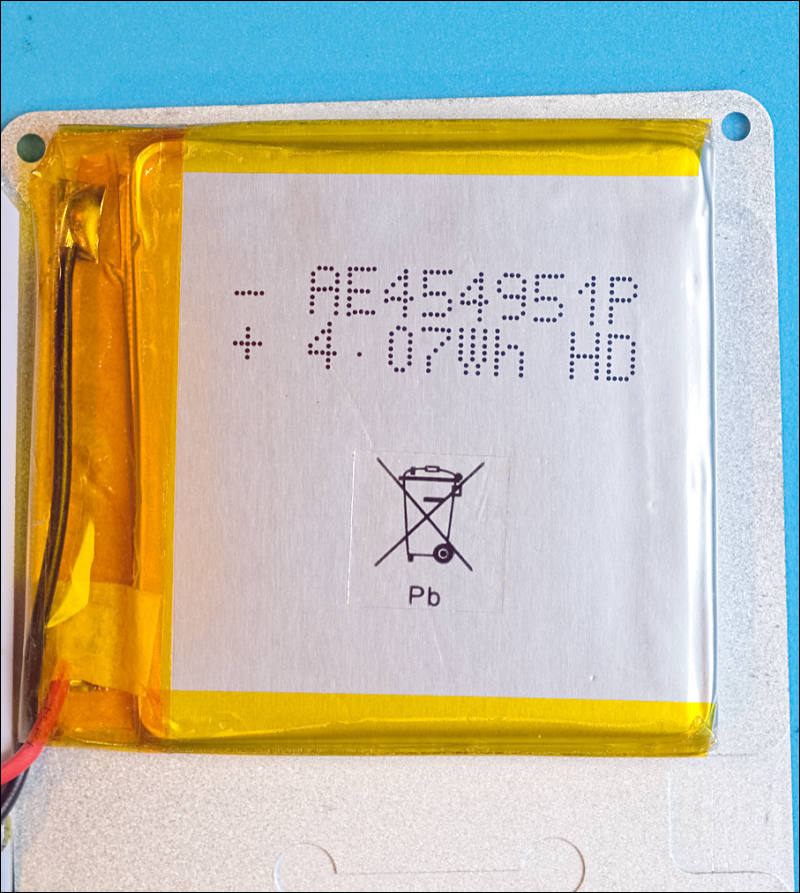 - AE454951P
+ 4.07Wh HD
Pb